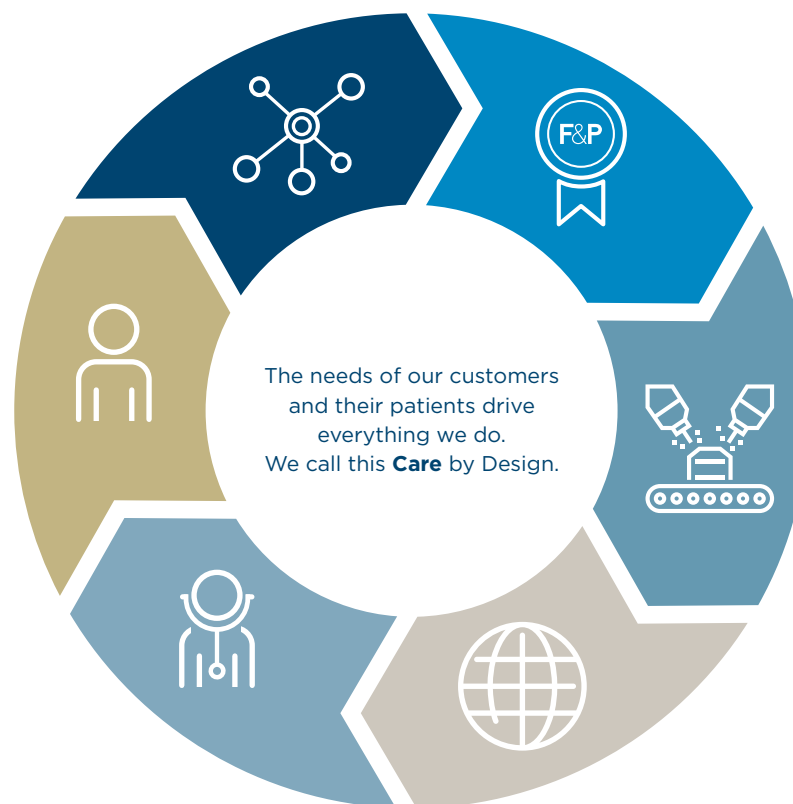 F&P
The needs of our customers
and their patients drive
everything we do.
We call this Care by Design.